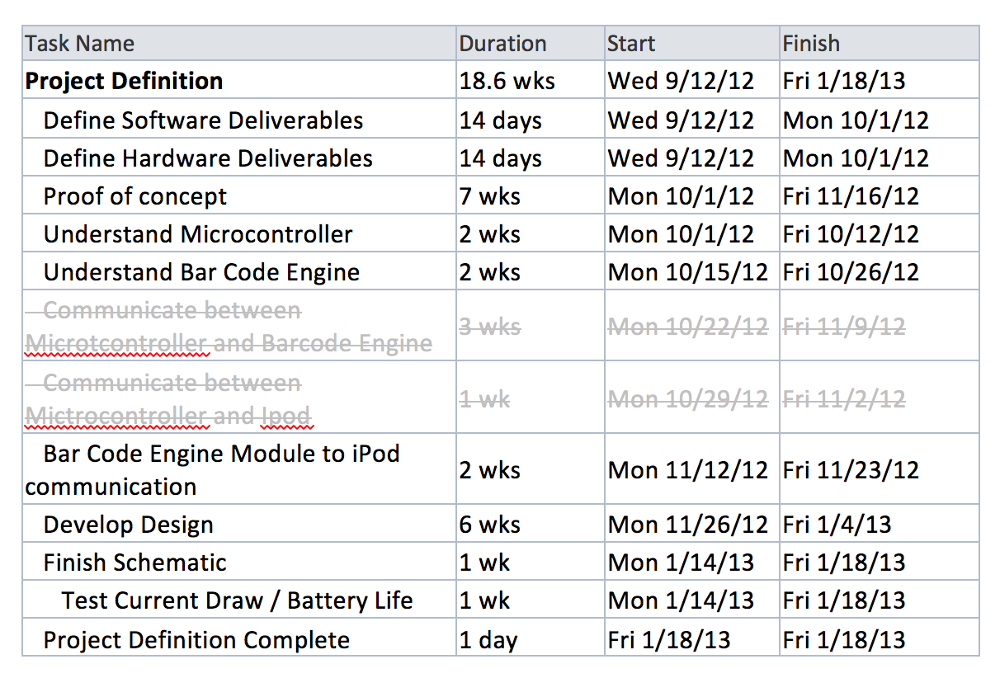 Task Name Duration Start Finish
Project Definition 18.6 wks Wed 9/12/12 Fri 1/18/13
Define Software Deliverables 14 days Wed 9/12/12 Mon 10/1/12
Define Hardware Deliverables 14 days Wed 9/12/12 Mon 10/1/12
Proof of concept 7 wks Mon 10/1/12 Fri 11/16/12
Understand Microcontroller 2 wks Mon 10/1/12 Fri 10/12/12
Understand Bar Code Engine 2 wks Mon 10/15/12 Fri 10/26/12
Communicate between
Microtcontroller and Barcode Engine 3 wks Mon 10/22/12 Fri 11/9/12
Communicate between
Mictrocontroller and Ipod 1 wk Mon 10/29/12 Fri 11/2/12
Bar Code Engine Module to iPod
communication 2 wks Mon 11/12/12 Fri 11/23/12
Develop Design 6 wks Mon 11/26/12 Fri 1/4/13
Finish Schematic 1 wk Mon 1/14/13 Fri 1/18/13
Test Current Draw / Battery Life 1 wk Mon 1/14/13 Fri 1/18/13
Project Definition Complete 1 day Fri 1/18/13 Fri 1/18/13